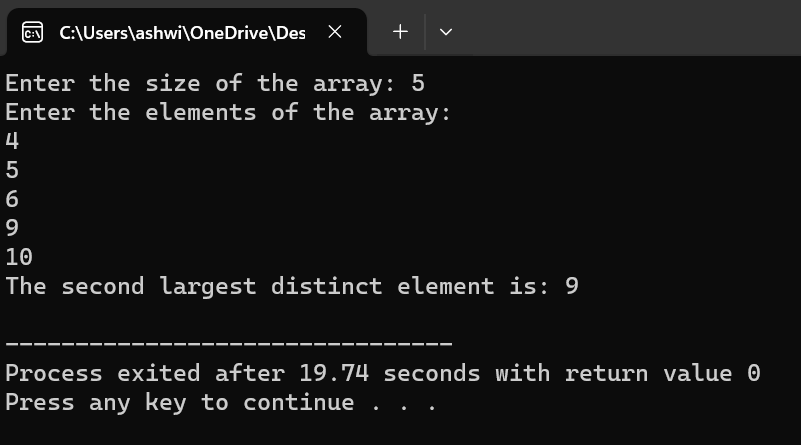 C:\Users\ashwi\OneDrive\Des
Enter the size of the array: 5
Enter the elements of the array:
4
5
6
9
10
The second largest distinct element is: 9
--------------------------------
Process exited after 19.74 seconds with return value 0
Press any key to continue . . .